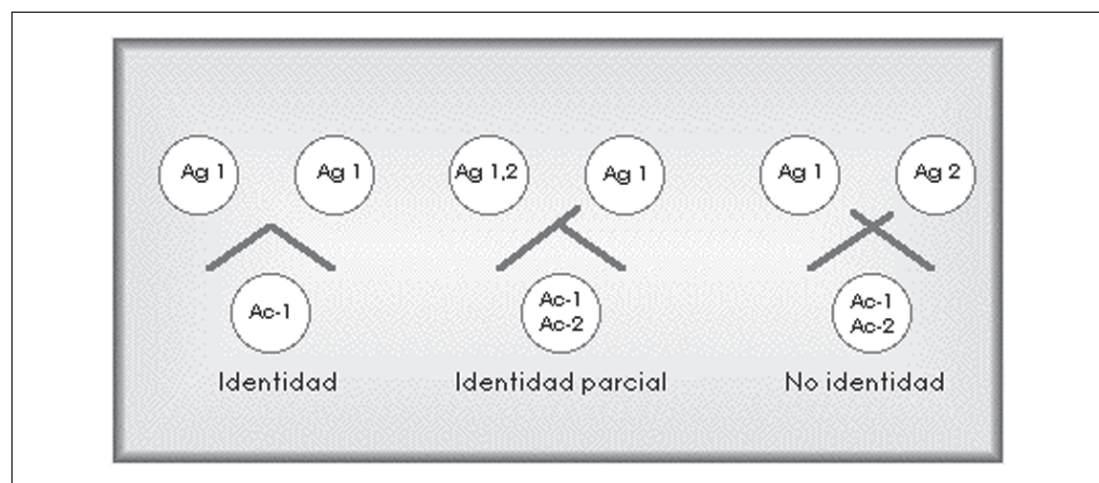 Ag 1 Ag 1 Ag 1,2 Ag 1 Ag 1 Ag 2
Ac-1 Ac-1 Ac-1
Ac-2 Ac-2
Identidad Identidad parcial No identidad